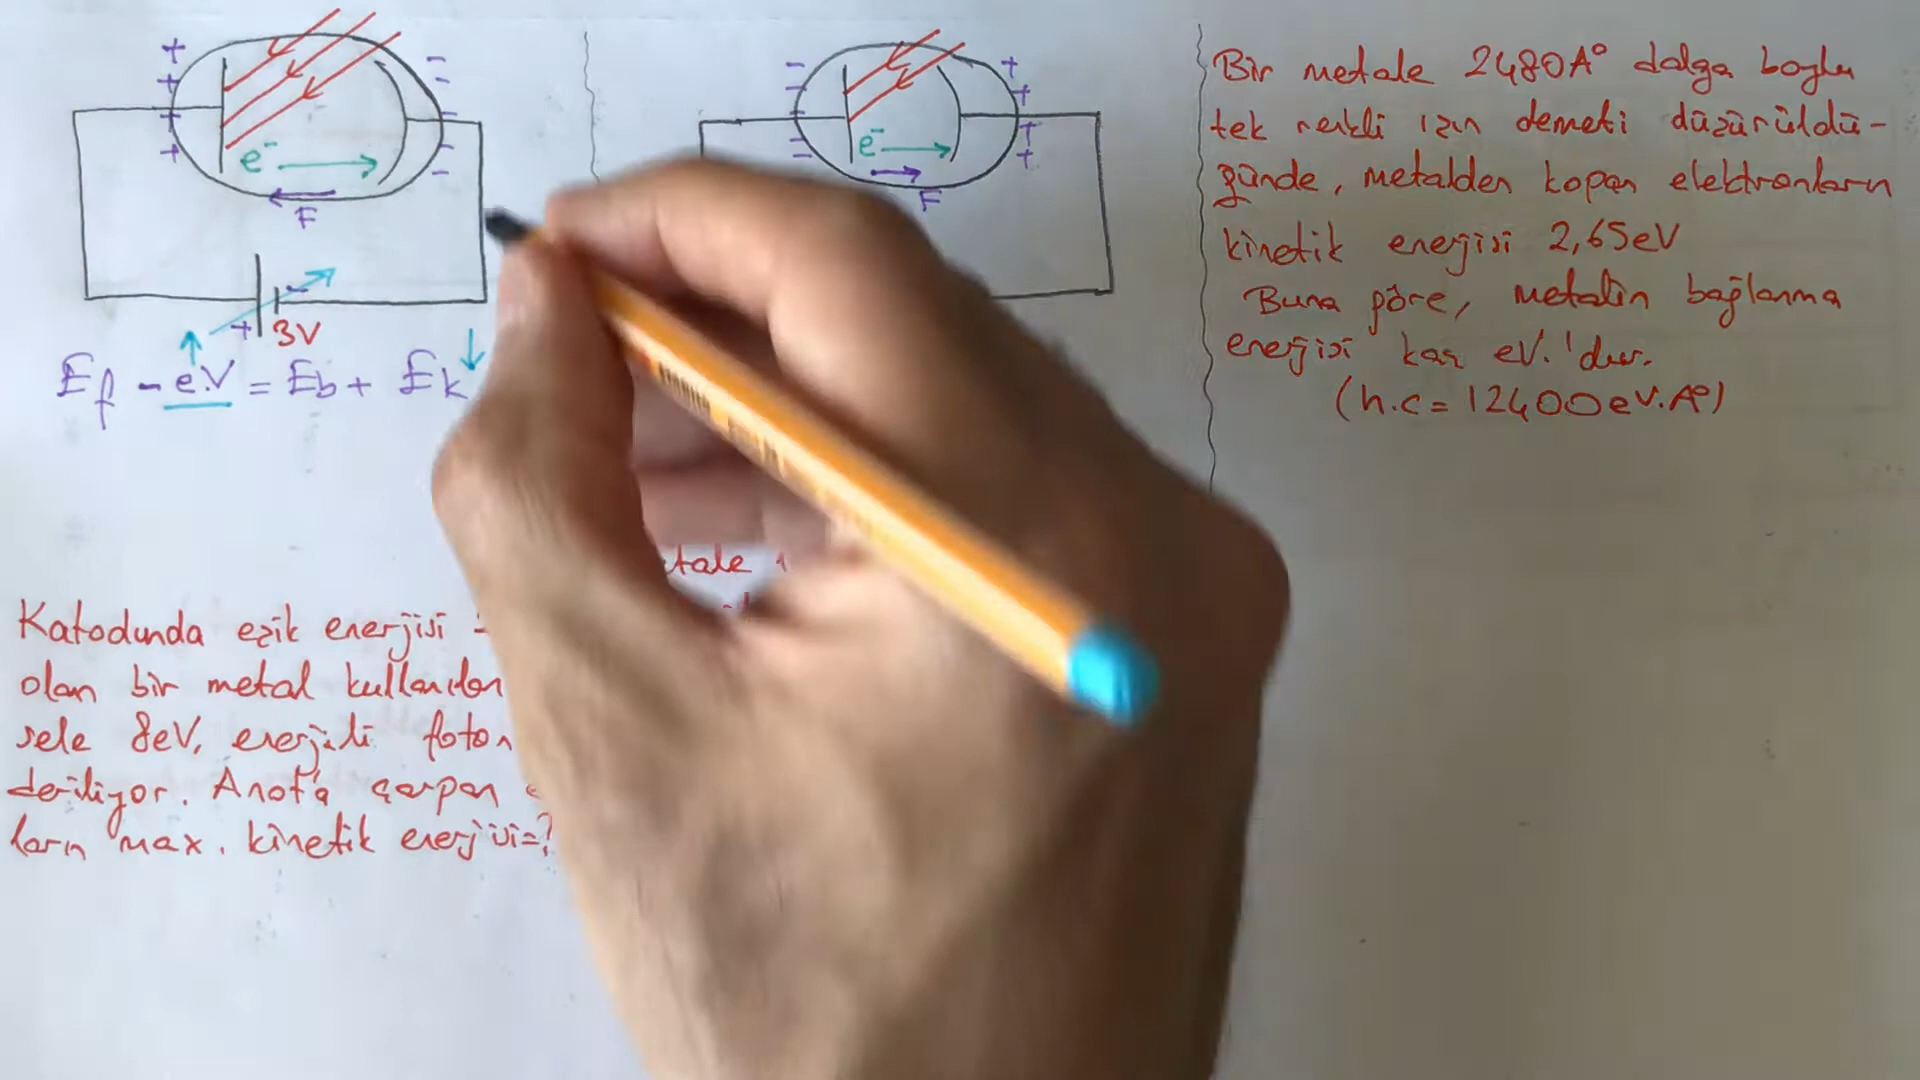 + + + +
- - - - -
e⁻
F
+ -
3V
Ef - e.V = Eb + Ek
- - - - -
+ + + +
e⁻
F
tale
Katodunda eşik enerjisi
olan bir metal kullanılan
sele 8eV, enerjili foton
deriliyor. Anot'a çarpan
ların max. kinetik enerjisi=?
Bir metale 2480A° dalga boylu
tek renkli ışın demeti düşürüldü-
ğünde, metalden kopan elektronların
kinetik enerjisi 2,65eV
Buna göre, metalin bağlanma
enerjisi kaç eV.'dur.
(h.c = 12400eV.A°)